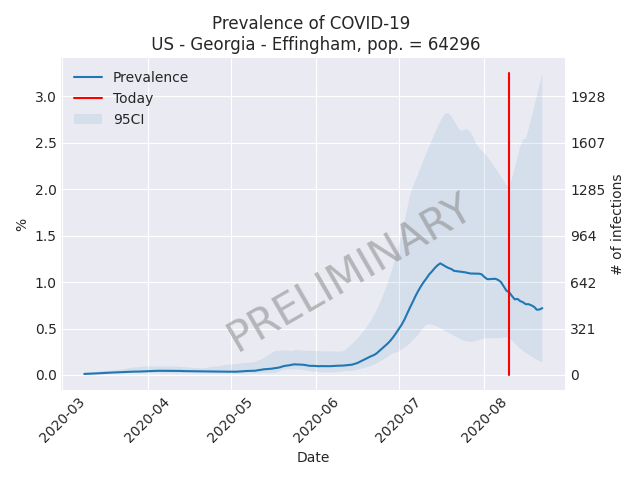 Prevalence of COVID-19
US - Georgia - Effingham, pop. = 64296
Prevalence
Today
95CI
3.0
2.5
2.0
1.5
1.0
0.5
0.0
%
1928
1607
1285
964
642
321
0
# of infections
PRELIMINARY
2020-03
2020-04
2020-05
2020-06
2020-07
2020-08
Date